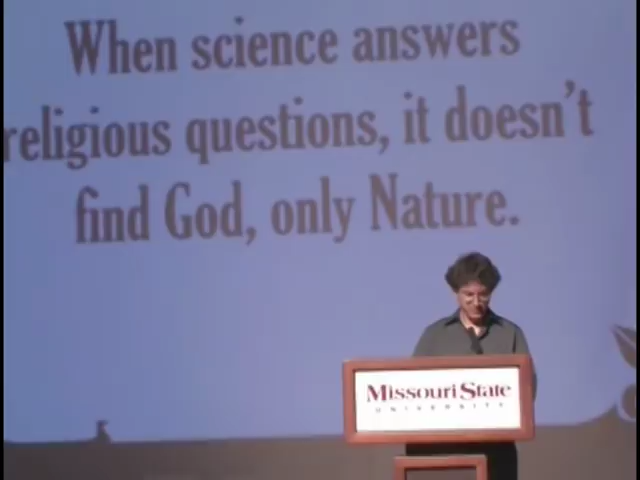 When science answers
religious questions, it doesn't
find God, only Nature.
Missouri State
UNIVERSITY